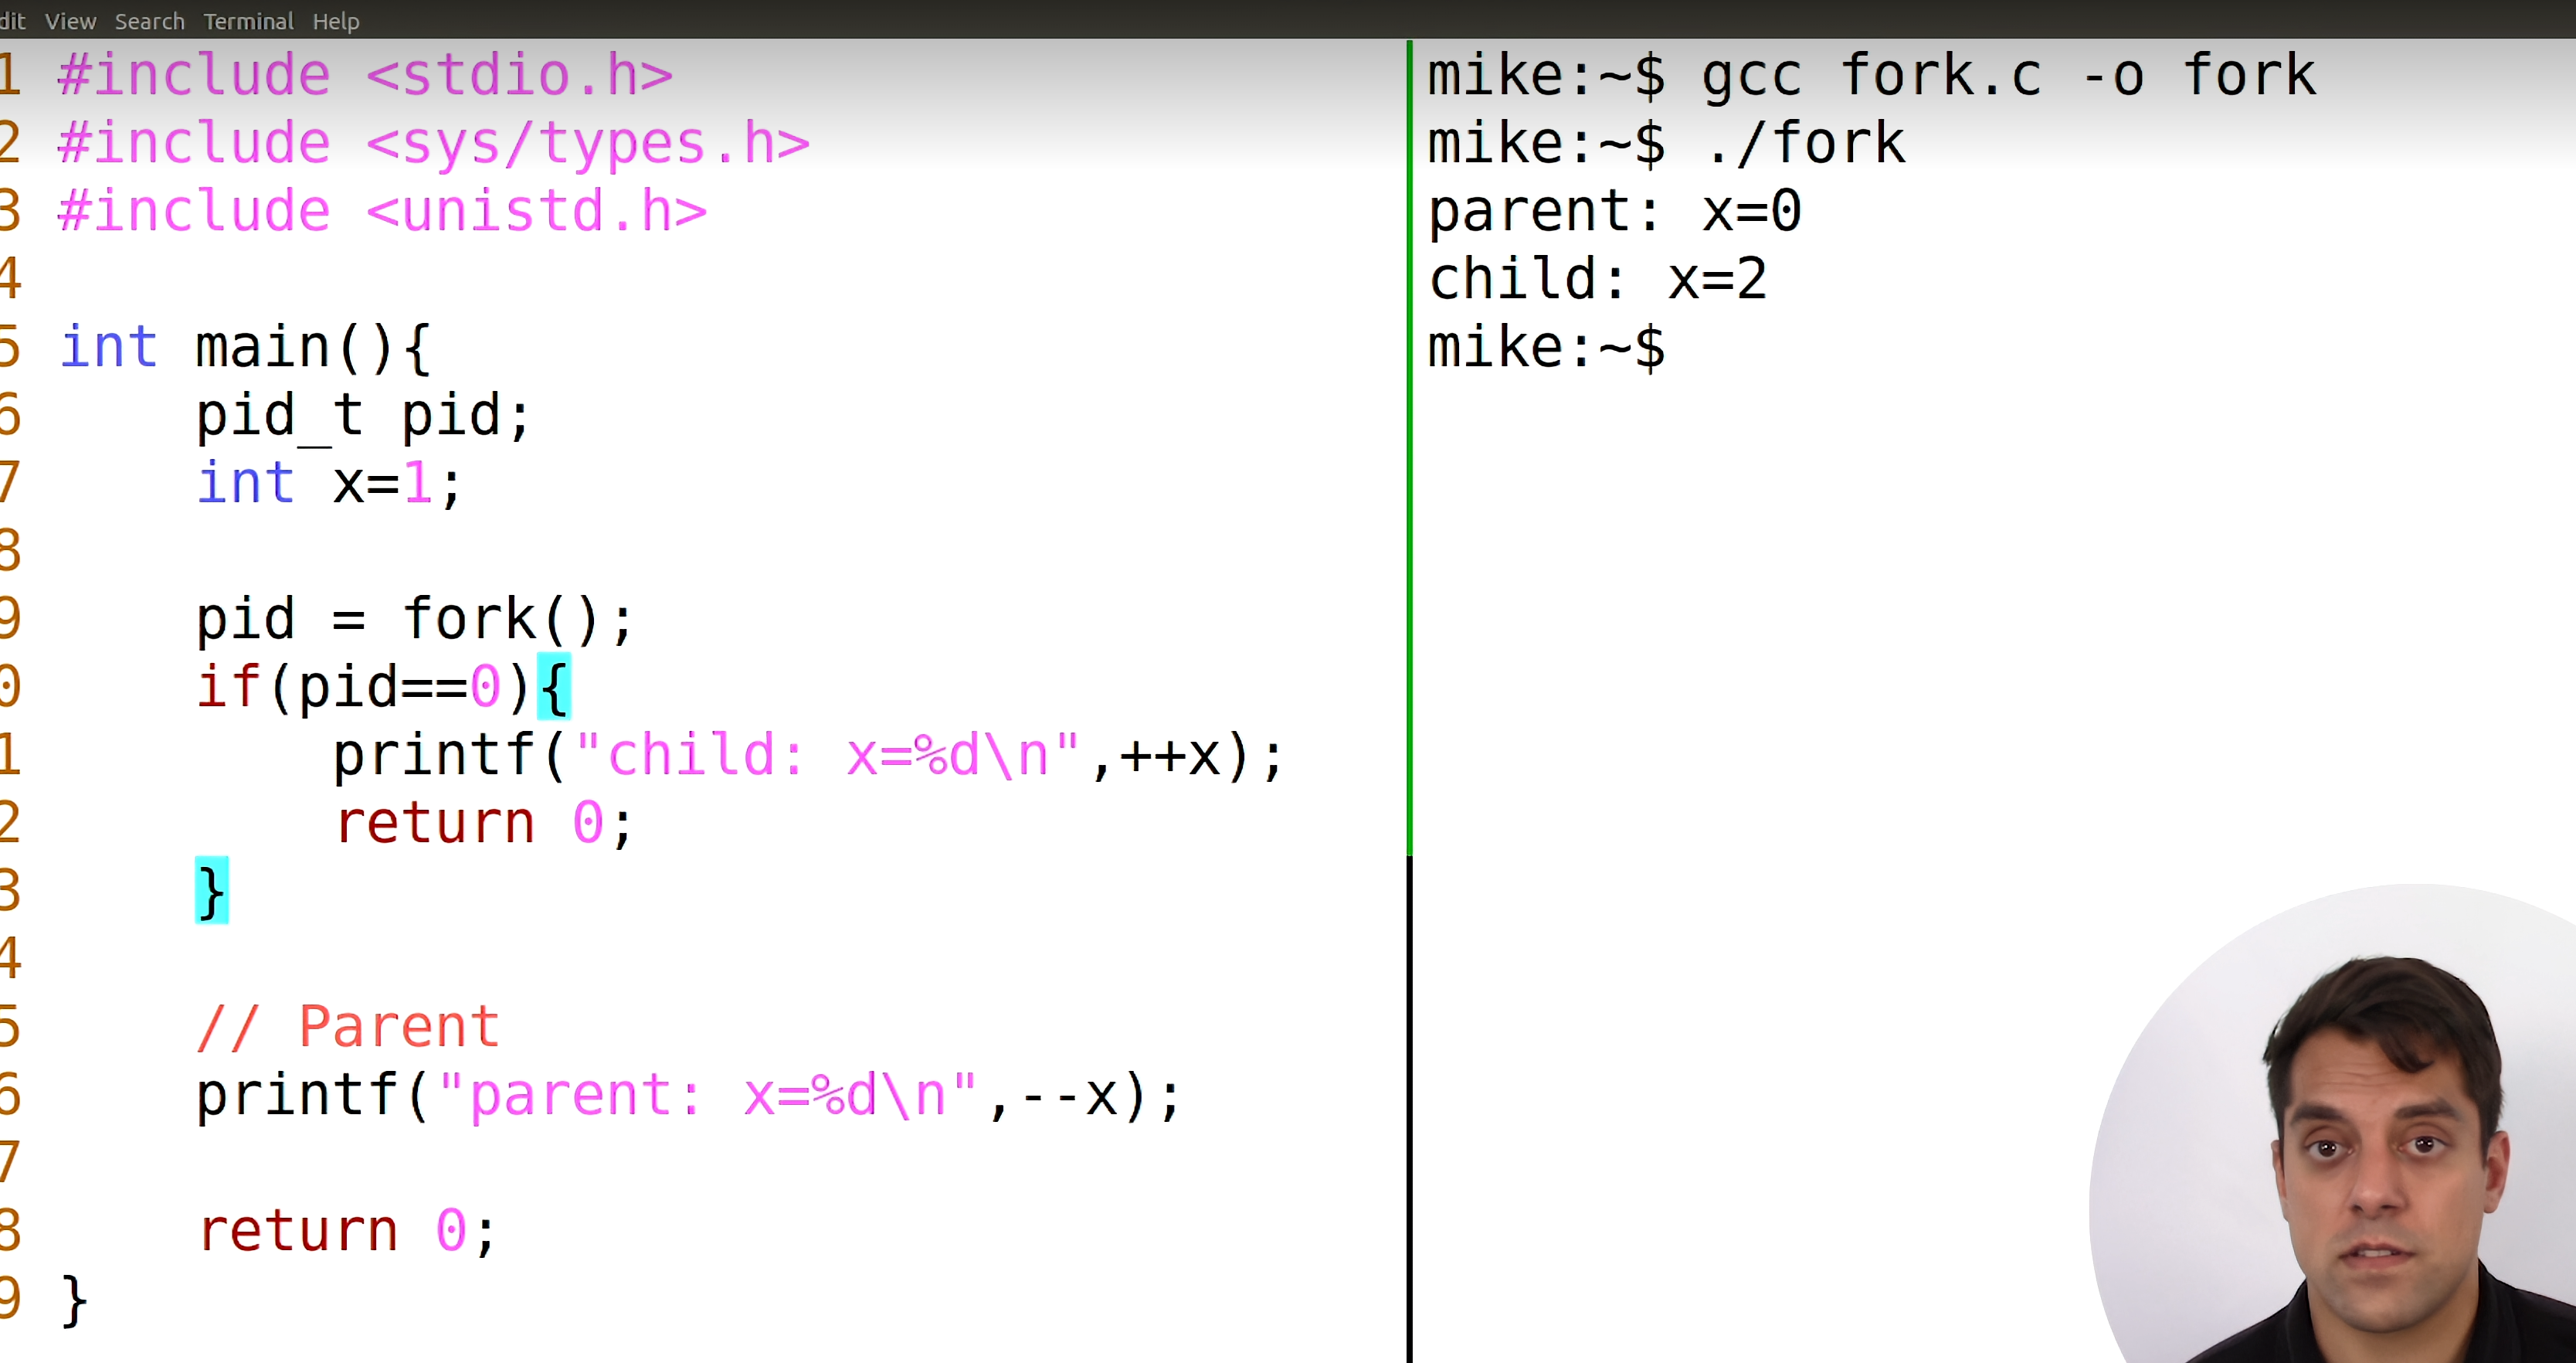 View Search Terminal Help
1 #include <stdio.h>
2 #include <sys/types.h>
3 #include <unistd.h>
4
5 int main(){
6     pid_t pid;
7     int x=1;
8
9     pid = fork();
0     if(pid==0){
1         printf("child: x=%d\n",++x);
2         return 0;
3     }
4
5     // Parent
6     printf("parent: x=%d\n",--x);
7
8     return 0;
9 }
mike:~$ gcc fork.c -o fork
mike:~$ ./fork
parent: x=0
child: x=2
mike:~$